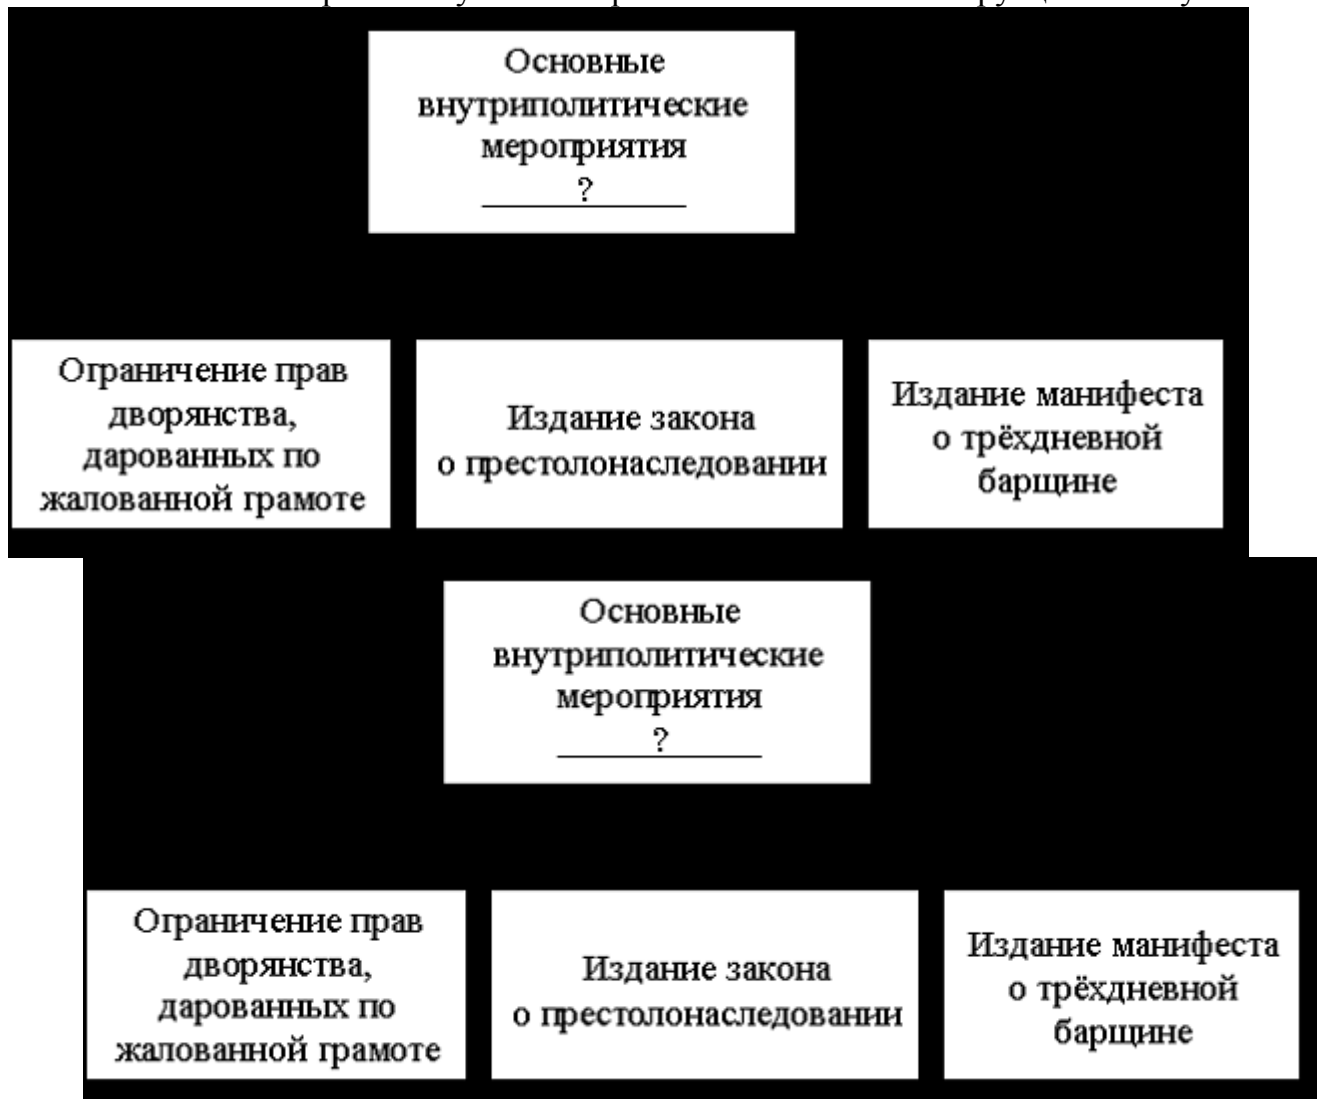 Основные
внутриполитические
мероприятия
?
Ограничение прав
дворянства,
дарованных по
жалованной грамоте
Издание закона
о престолонаследовании
Издание манифеста
о трёхдневной
барщине
Основные
внутриполитические
мероприятия
?
Ограничение прав
дворянства,
дарованных по
жалованной грамоте
Издание закона
о престолонаследовании
Издание манифеста
о трёхдневной
барщине